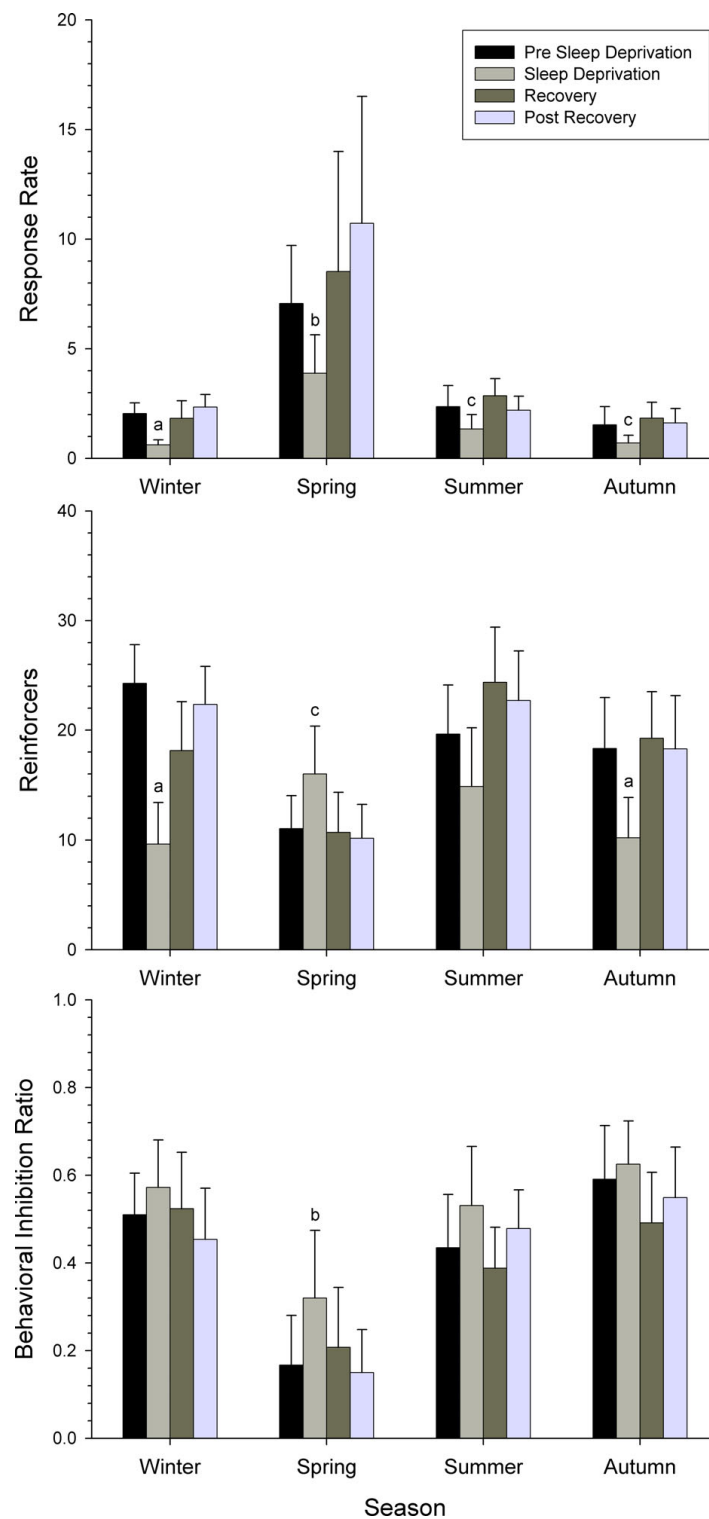 20
Pre Sleep Deprivation
Sleep Deprivation
Recovery
Post Recovery
15
10
5
0
Response Rate
a
b
c
c
Winter Spring Summer Autumn
40
30
20
10
0
Reinforcers
a
c
a
Winter Spring Summer Autumn
1.0
0.8
0.6
0.4
0.2
0.0
Behavioral Inhibition Ratio
b
Winter Spring Summer Autumn
Season